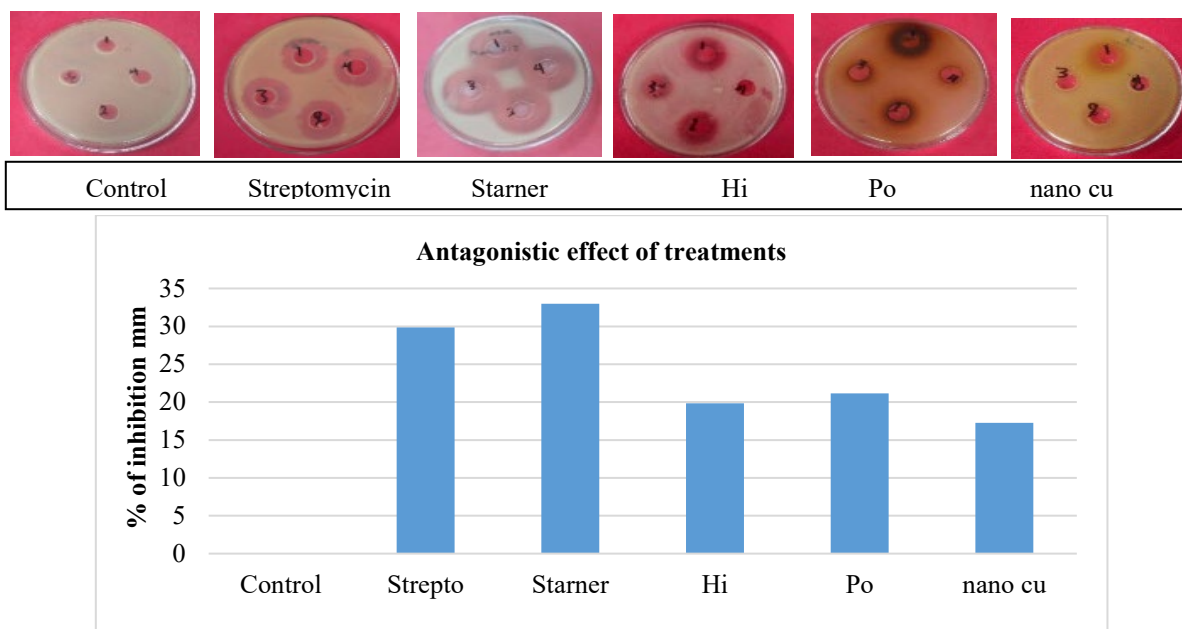 Control Streptomycin Starner Hi Po nano cu
Antagonistic effect of treatments
% of inhibition mm
35
30
25
20
15
10
5
0
Control Strepto Starner Hi Po nano cu